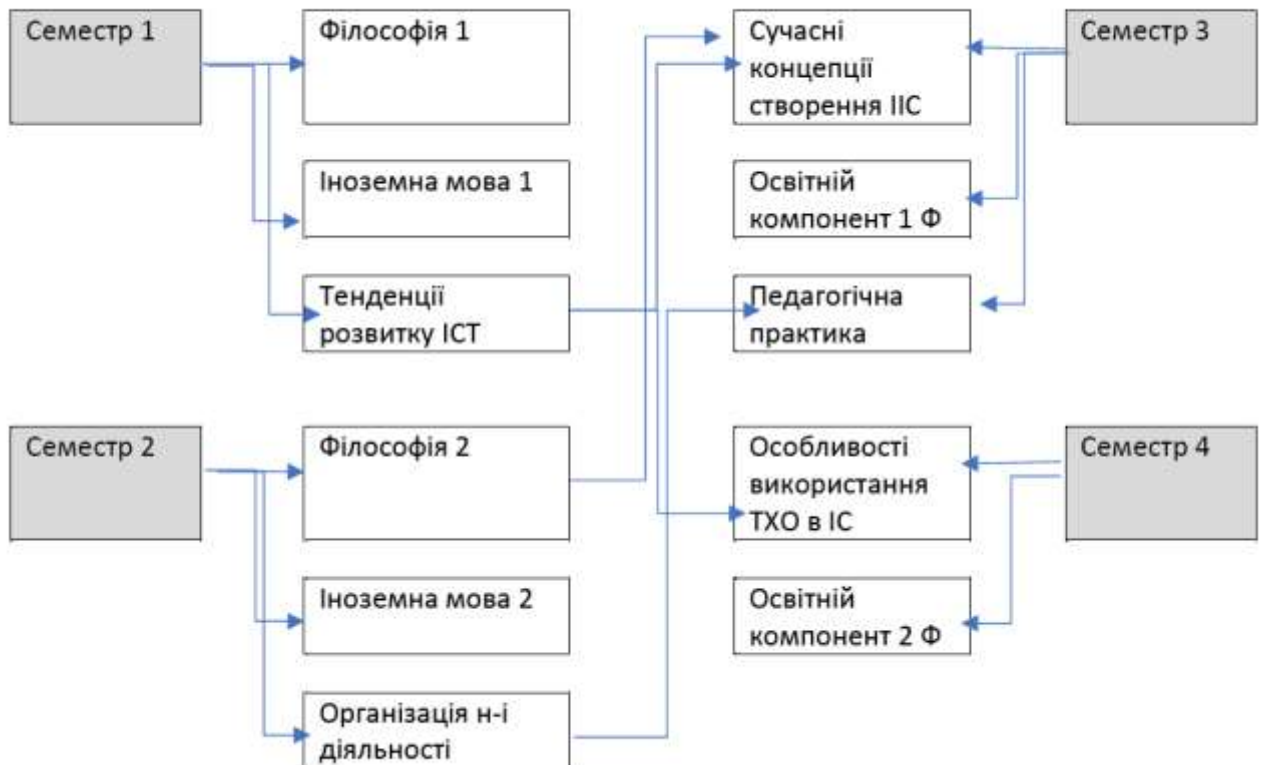 Семестр 1
Філософія 1
Сучасні
концепції
створення ІІС
Семестр 3
Іноземна мова 1
Освітній
компонент 1 Ф
Тенденції
розвитку ІСТ
Педагогічна
практика
Семестр 2
Філософія 2
Особливості
використання
ТХО в ІС
Семестр 4
Іноземна мова 2
Освітній
компонент 2 Ф
Організація н-і
діяльності